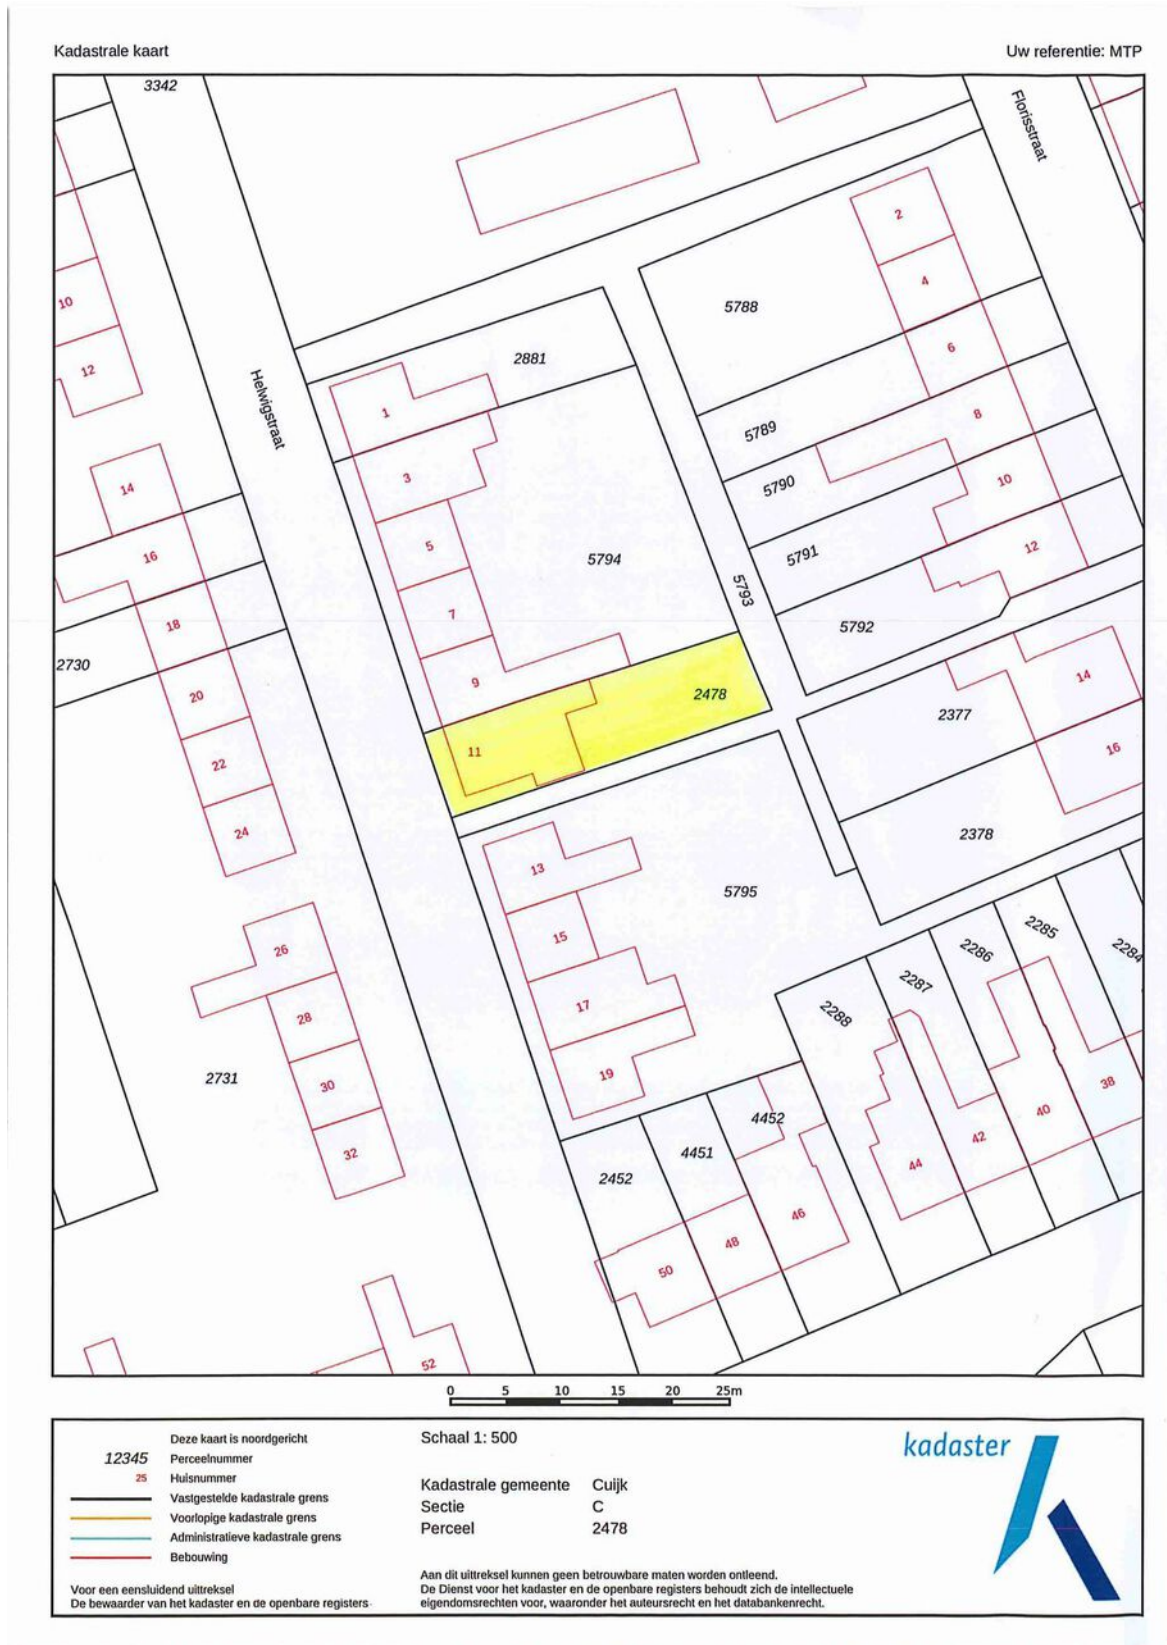 Kadastrale kaart
Uw referentie: MTP
3342
Florisstraat
2
10
4
5788
12
6
2881
Helwigstraat
1
8
5789
3
10
14
5790
5
12
16
5791
5794
5793
7
18
5792
2730
9
14
20
2478
2377
11
16
22
24
2378
13
5795
15
26
2285
2286
2284
2287
17
2288
28
19
2731
30
38
40
4452
42
32
4451
44
2452
46
48
50
52
0 5 10 15 20 25m
Deze kaart is noordgericht
12345 Perceelnummer
25 Huisnummer
Vastgestelde kadastrale grens
Voorlopige kadastrale grens
Administratieve kadastrale grens
Bebouwing
Voor een eensluidend uittreksel
De bewaarder van het kadaster en de openbare registers
Schaal 1: 500
Kadastrale gemeente Cuijk
Sectie C
Perceel 2478
Aan dit uittreksel kunnen geen betrouwbare maten worden ontleend.
De Dienst voor het kadaster en de openbare registers behoudt zich de intellectuele
eigendomsrechten voor, waaronder het auteursrecht en het databankenrecht.
kadaster